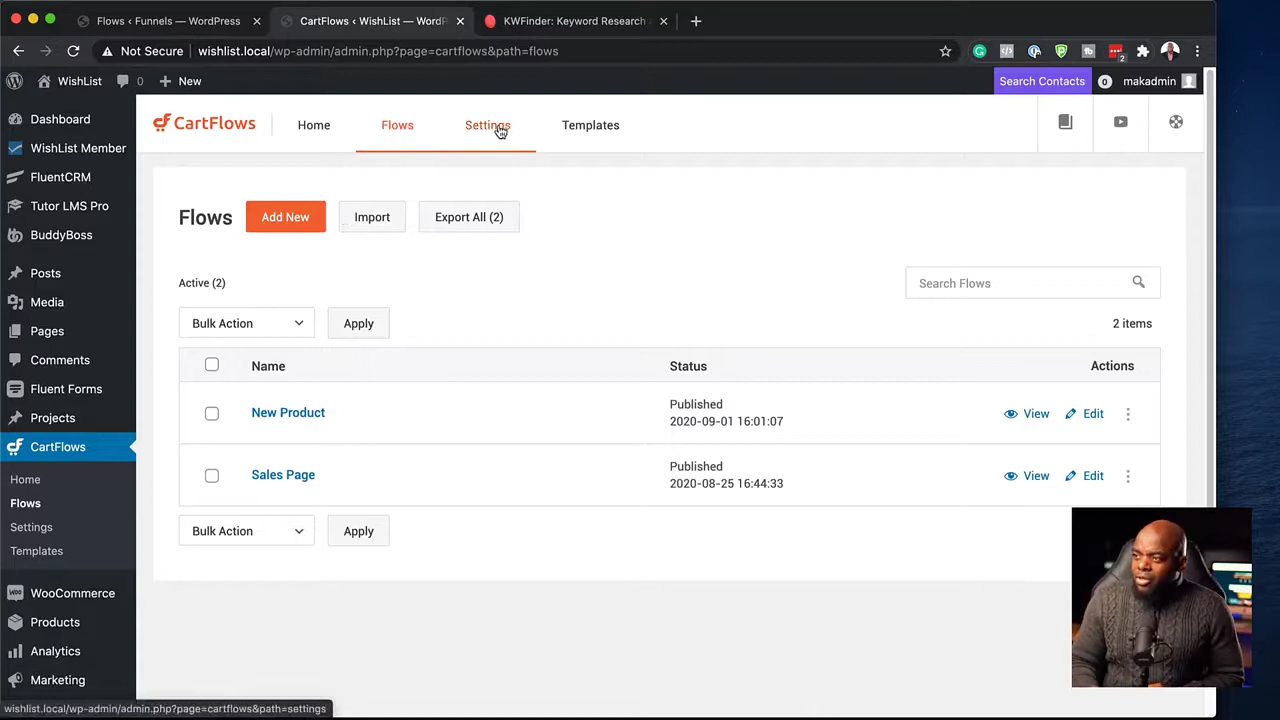 Flows ‹ Funnels — WordPress
CartFlows ‹ WishList — WordP
KWFinder: Keyword Research
Not Secure
wishlist.local/wp-admin/admin.php?page=cartflows&path=flows
2
WishList
0
New
Search Contacts
0
makadmin
Dashboard
WishList Member
FluentCRM
Tutor LMS Pro
BuddyBoss
Posts
Media
Pages
Comments
Fluent Forms
Projects
CartFlows
Home
Flows
Settings
Templates
WooCommerce
Products
Analytics
Marketing
CartFlows
Home
Flows
Settings
Templates
Flows
Add New
Import
Export All (2)
Active (2)
Search Flows
Bulk Action
Apply
2 items
Name
Status
Actions
New Product
Published
2020-09-01 16:01:07
View
Edit
Sales Page
Published
2020-08-25 16:44:33
View
Edit
Bulk Action
Apply
wishlist.local/wp-admin/admin.php?page=cartflows&path=settings